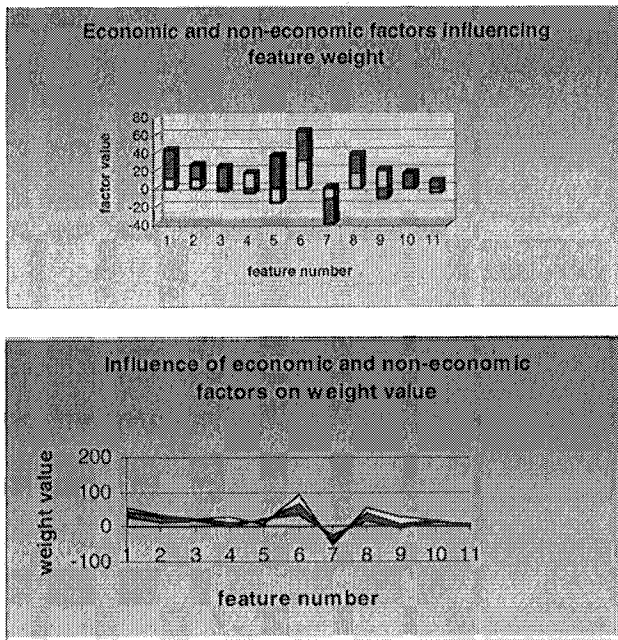 Economic and non-economic factors influencing
feature weight
factor value
80
60
40
20
0
-20
-40
1 2 3 4 5 6 7 8 9 10 11
feature number
Influence of economic and non-economic
factors on weight value
weight value
200
100
0
-100
1 2 3 4 5 6 7 8 9 10 11
feature number